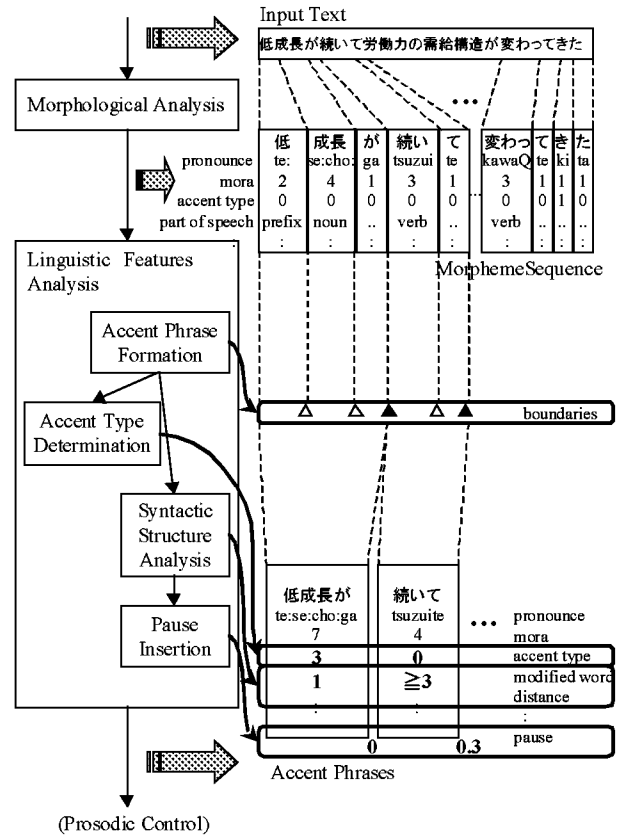 Input Text
低成長が続いて労働力の需給構造が変わってきた
Morphological Analysis
•••
低 成長 が 続い て 変わっ て き た
pronounce te: se:cho: ga tsuzui te kawaQ te ki ta
mora 2 4 1 3 1 ... 3 1 1 1
accent type 0 0 0 0 0 0 0 1 0
part of speech prefix noun .. verb .. verb .. .. ..
: : : : : : : : : :
MorphemeSequence
Linguistic Features
Analysis
Accent Phrase
Formation
boundaries
Accent Type
Determination
Syntactic
Structure
Analysis
Pause
Insertion
低成長が 続いて
te:se:cho:ga tsuzuite ••• pronounce
7 4 mora
3 0 accent type
1 ≧3 modified word
distance
: : :
pause
0 0.3
Accent Phrases
(Prosodic Control)